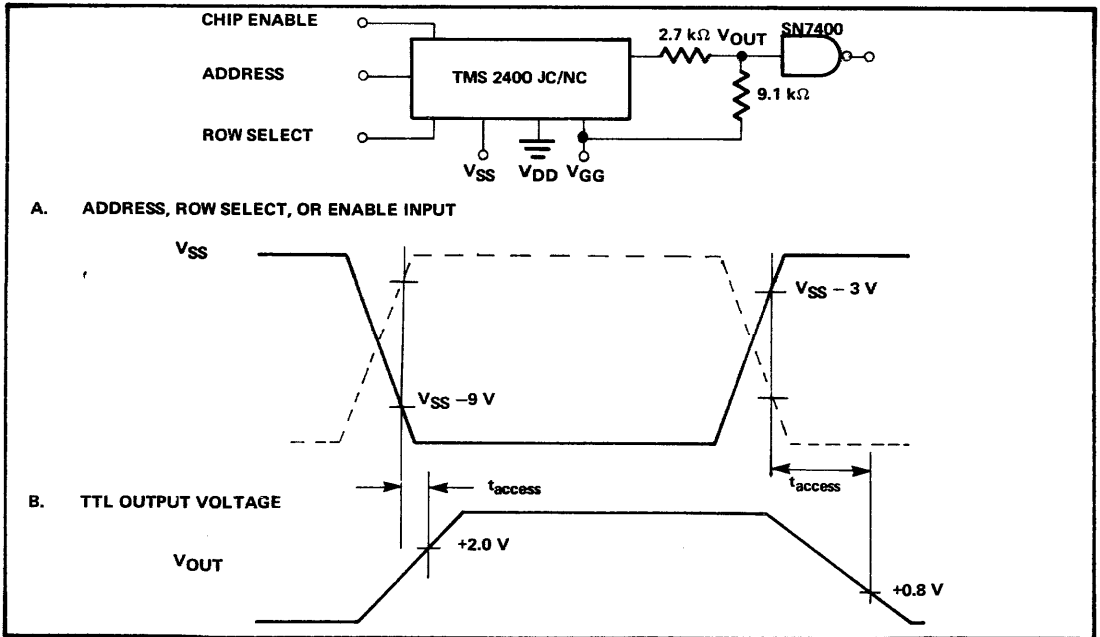 CHIP ENABLE
ADDRESS
ROW SELECT
TMS 2400 JC/NC
2.7 kΩ VOUT
SN7400
9.1 kΩ
VSS VDD VGG
A. ADDRESS, ROW SELECT, OR ENABLE INPUT
VSS
VSS – 3 V
VSS –9 V
taccess
taccess
B. TTL OUTPUT VOLTAGE
+2.0 V
VOUT
+0.8 V